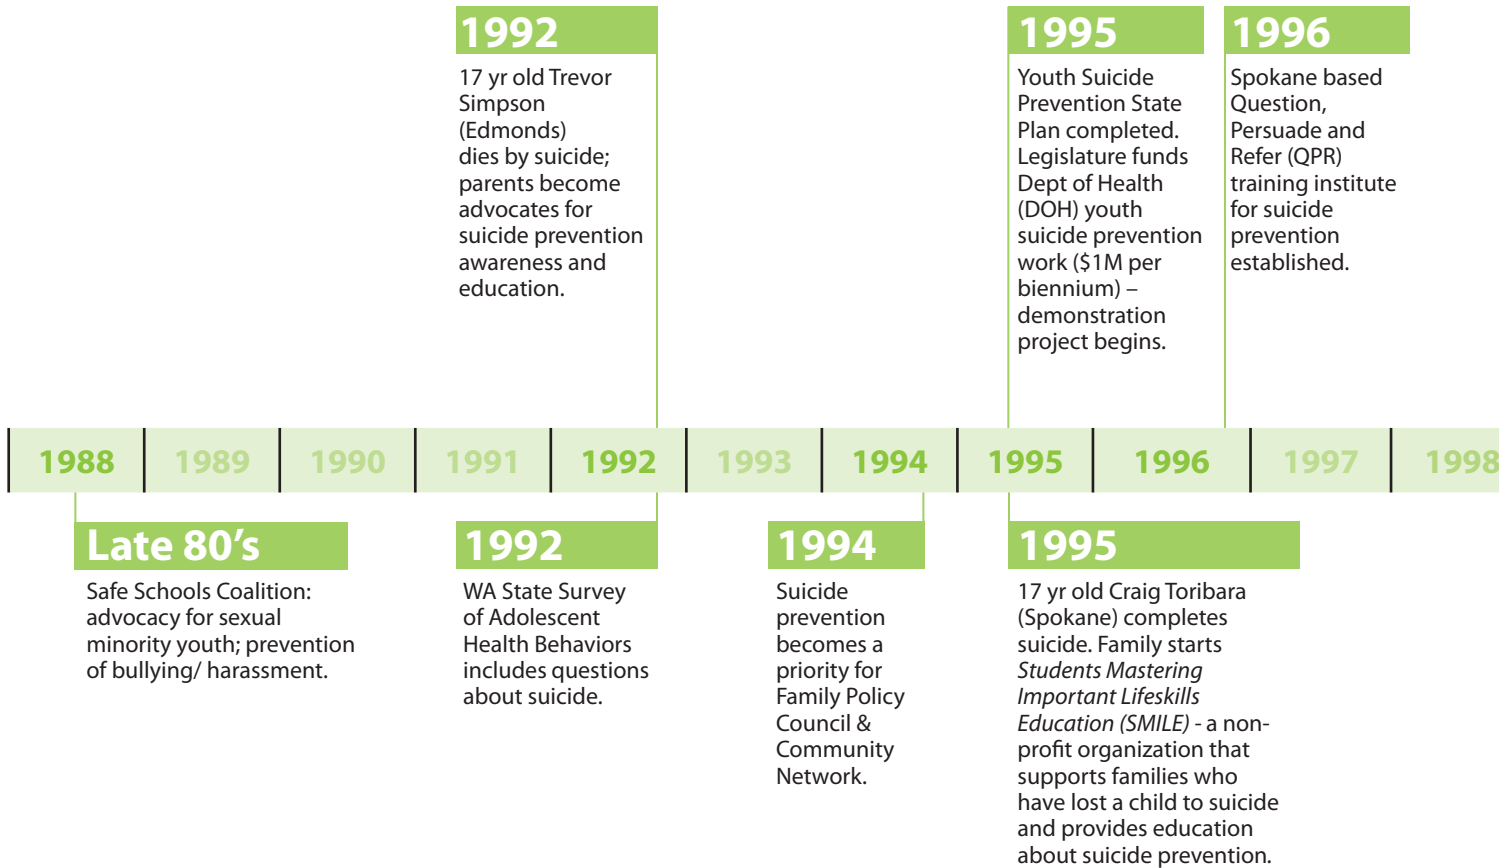 1992
17 yr old Trevor
Simpson
(Edmonds)
dies by suicide;
parents become
advocates for
suicide prevention
awareness and
education.
1995
Youth Suicide
Prevention State
Plan completed.
Legislature funds
Dept of Health
(DOH) youth
suicide prevention
work ($1M per
biennium) –
demonstration
project begins.
1996
Spokane based
Question,
Persuade and
Refer (QPR)
training institute
for suicide
prevention
established.
1988 1989 1990 1991 1992 1993 1994 1995 1996 1997 1998
Late 80’s
Safe Schools Coalition:
advocacy for sexual
minority youth; prevention
of bullying/ harassment.
1992
WA State Survey
of Adolescent
Health Behaviors
includes questions
about suicide.
1994
Suicide
prevention
becomes a
priority for
Family Policy
Council &
Community
Network.
1995
17 yr old Craig Toribara
(Spokane) completes
suicide. Family starts
Students Mastering
Important Lifeskills
Education (SMILE) - a non-
profit organization that
supports families who
have lost a child to suicide
and provides education
about suicide prevention.